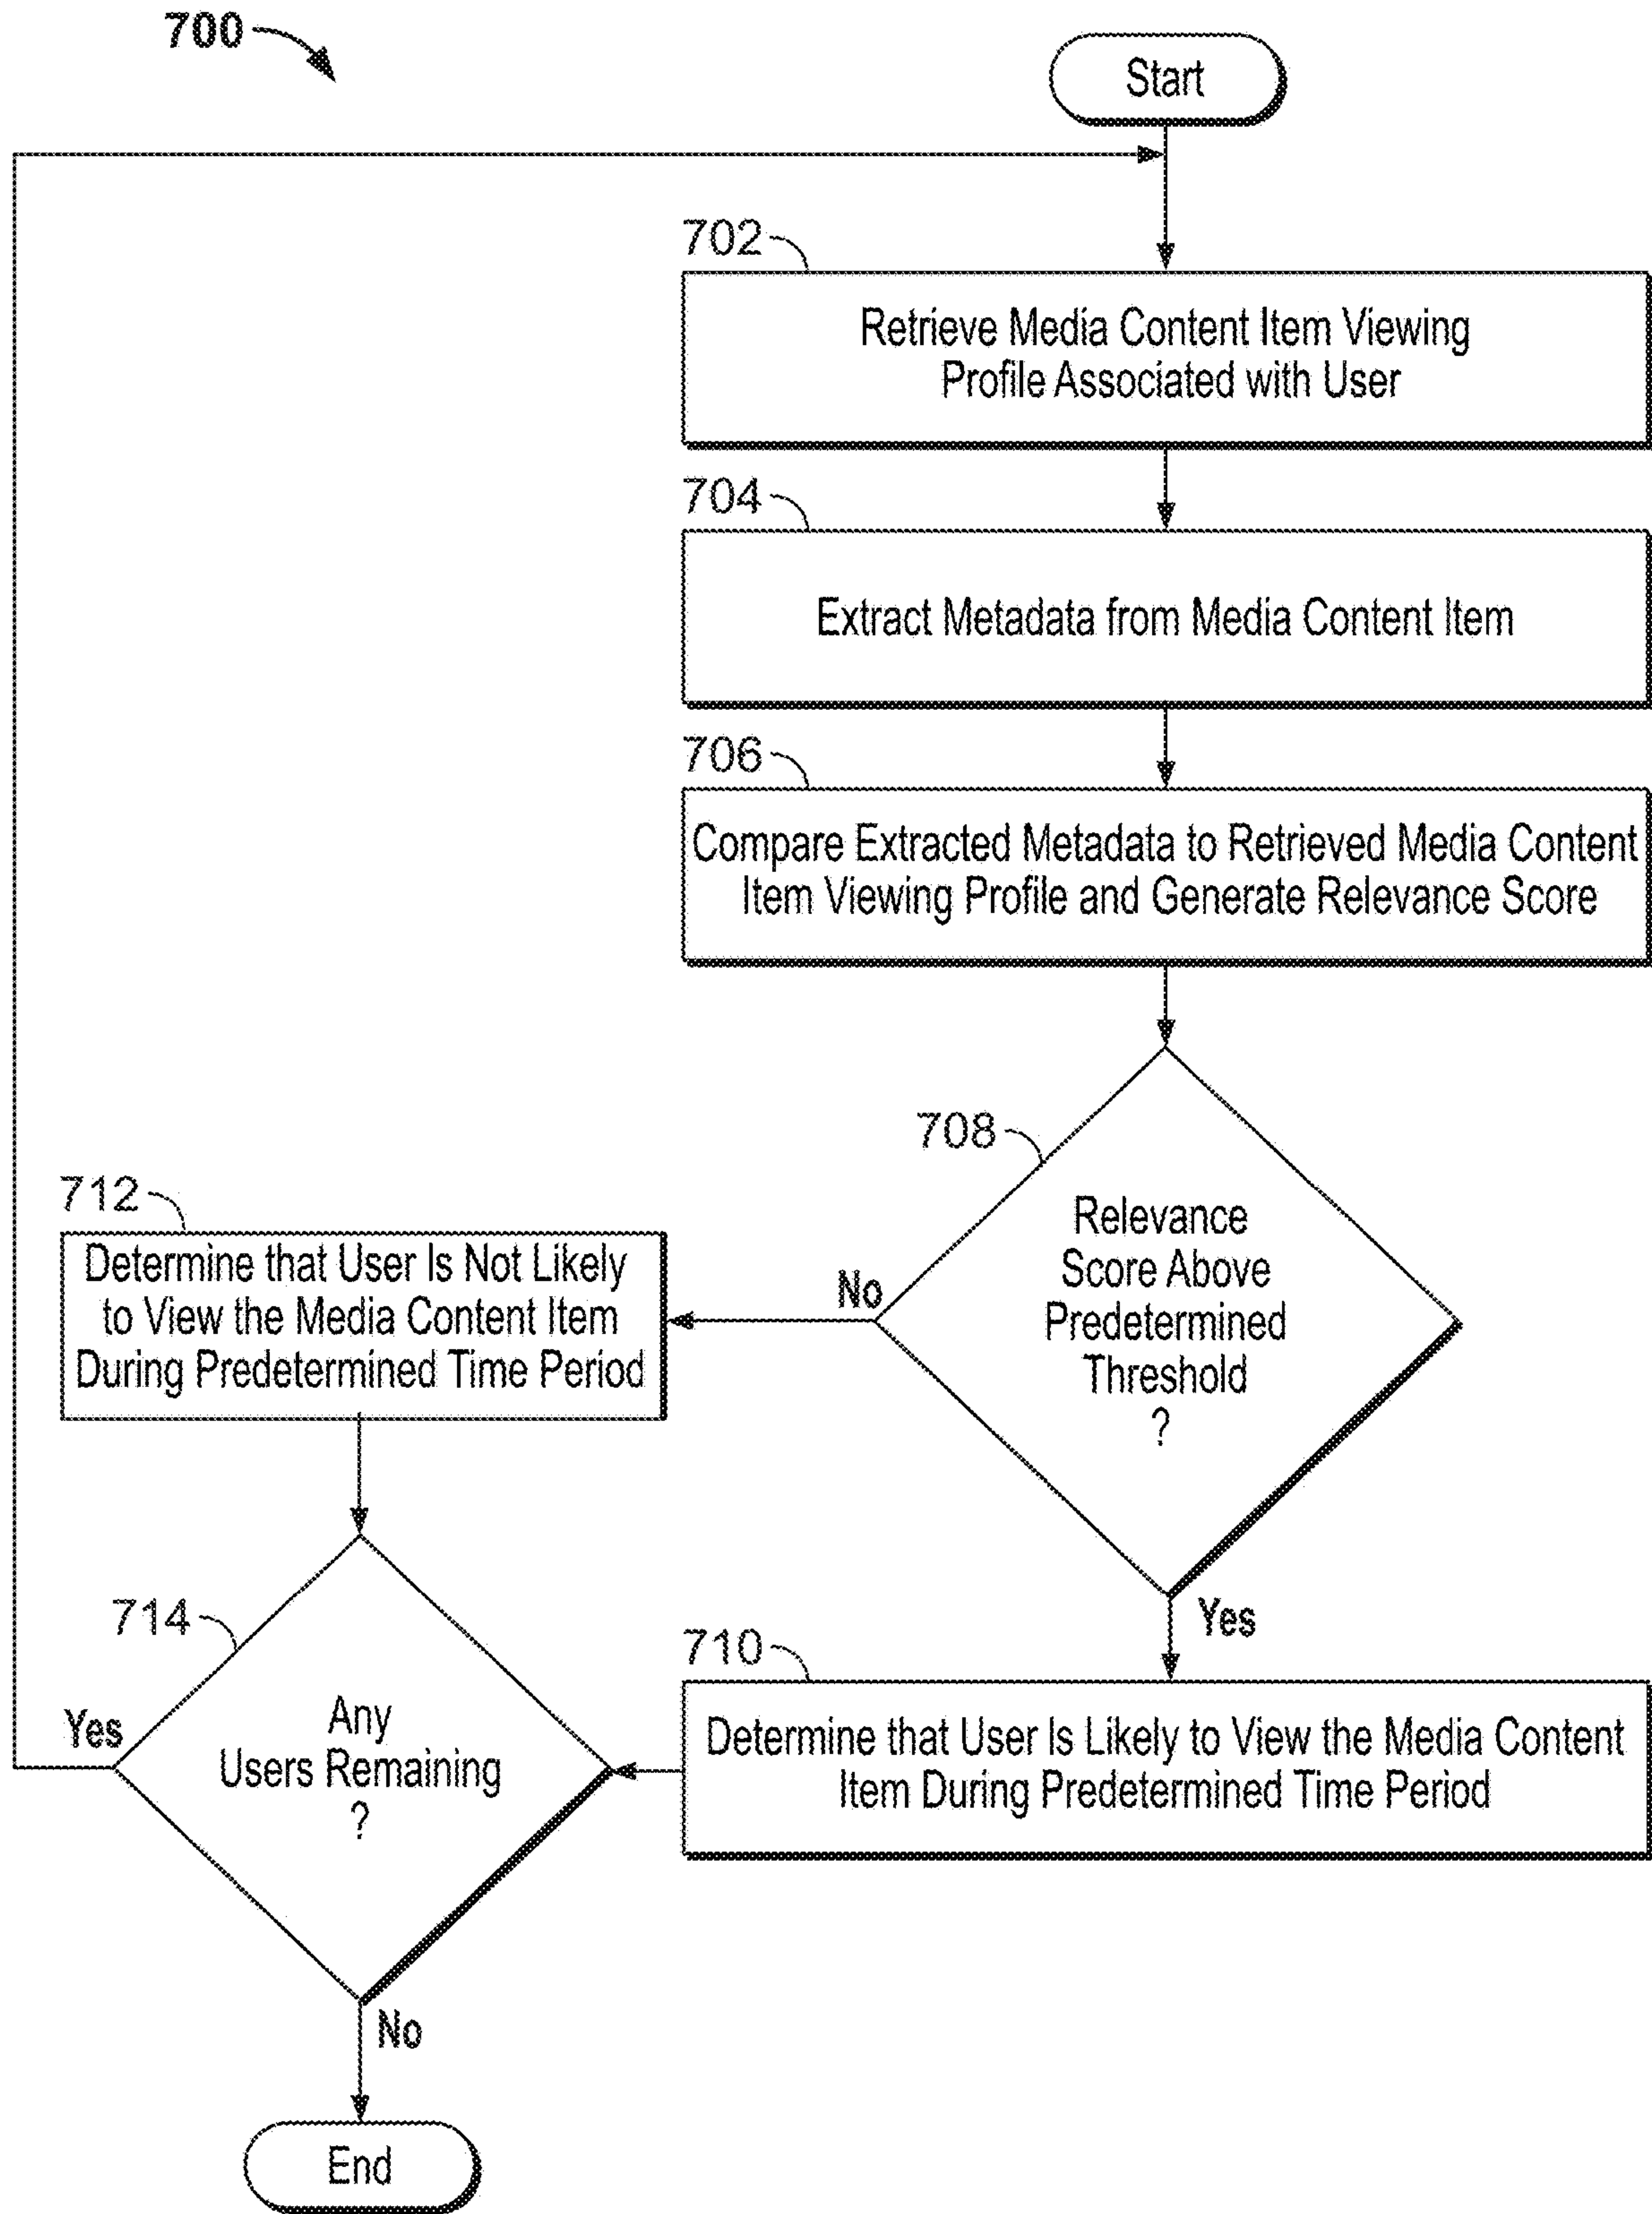 700
Start
702
Retrieve Media Content Item Viewing
Profile Associated with User
704
Extract Metadata from Media Content Item
706
Compare Extracted Metadata to Retrieved Media Content
Item Viewing Profile and Generate Relevance Score
708
Relevance
Score Above
Predetermined
Threshold
?
No
Yes
712
Determine that User Is Not Likely
to View the Media Content Item
During Predetermined Time Period
710
Determine that User Is Likely to View the Media Content
Item During Predetermined Time Period
714
Any
Users Remaining
?
Yes
No
End